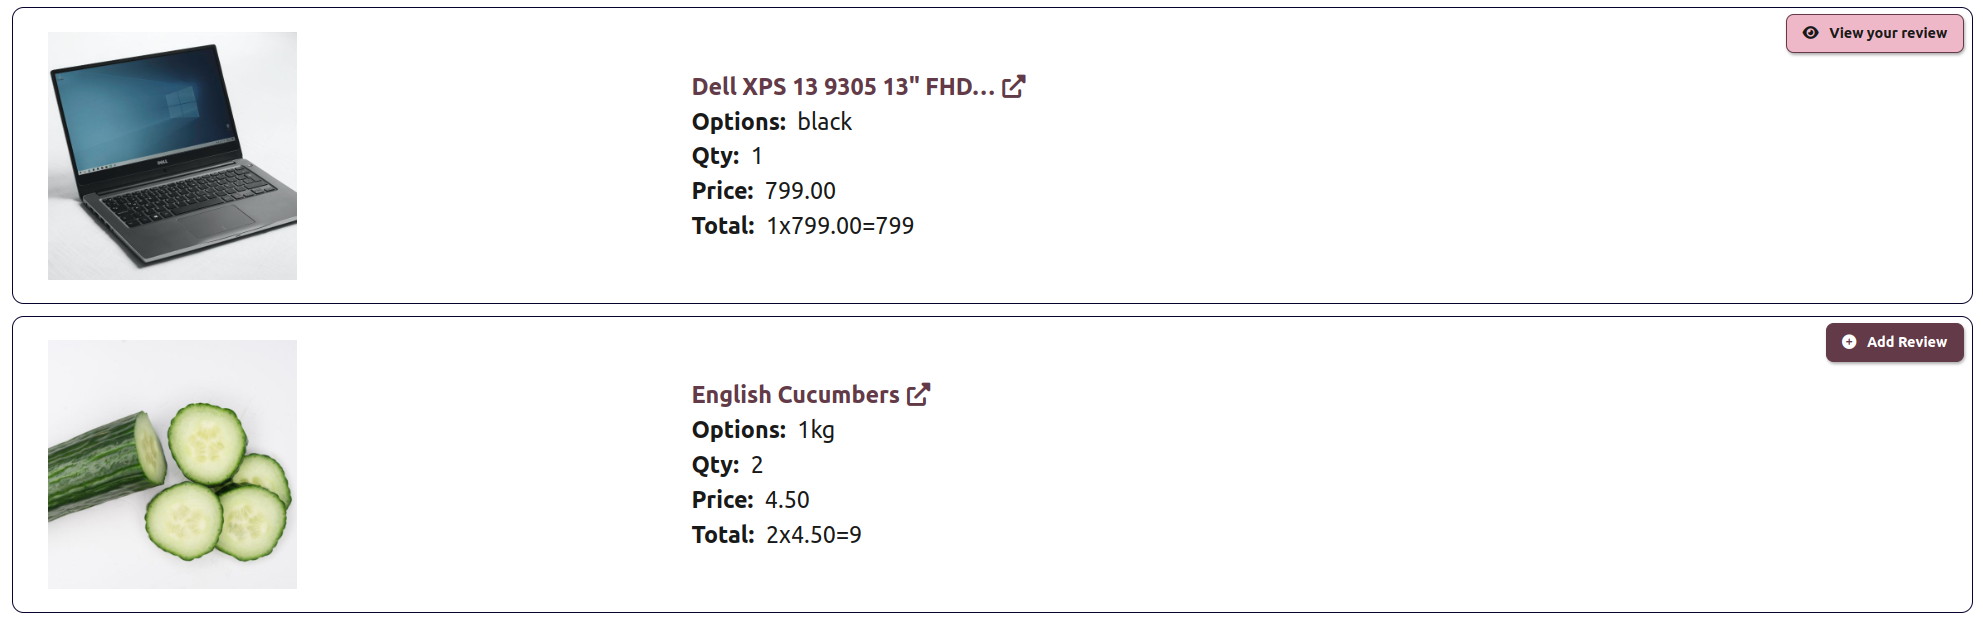 View your review
Dell XPS 13 9305 13" FHD...
Options: black
Qty: 1
Price: 799.00
Total: 1x799.00=799
DELL
Add Review
English Cucumbers
Options: 1kg
Qty: 2
Price: 4.50
Total: 2x4.50=9